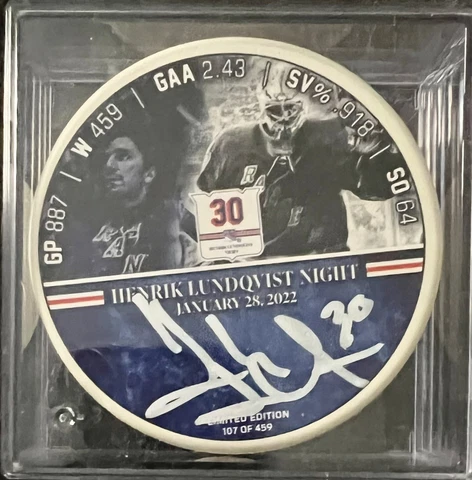 GP 887 | W 459 | GAA 2.43 | SV% .918 | SO 64
30
HENRIK LUNDQVIST NIGHT
JANUARY 28, 2022
30
LIMITED EDITION
107 OF 459